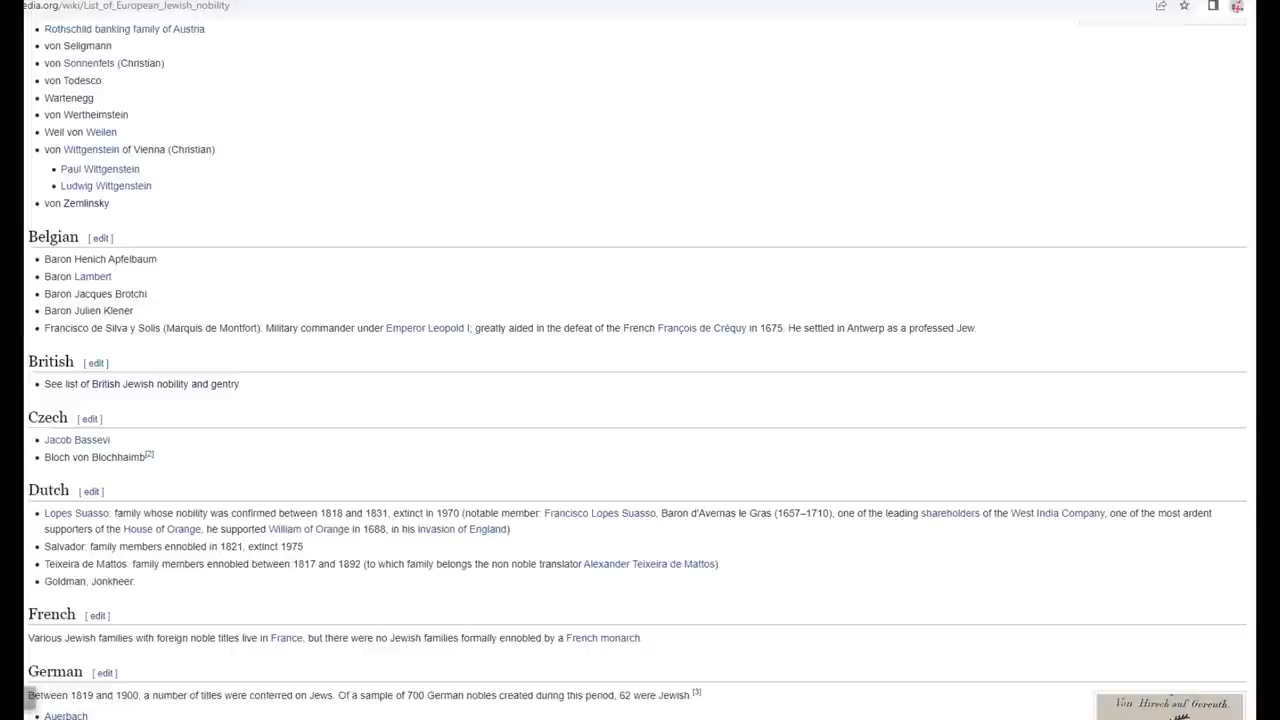 edia.org/wiki/List_of_European_Jewish_nobility
• Rothschild banking family of Austria
• von Seligmann
• von Sonnenfels (Christian)
• von Todesco
• Wartenegg
• von Wertheimstein
• Weil von Weilen
• von Wittgenstein of Vienna (Christian)
• Paul Wittgenstein
• Ludwig Wittgenstein
• von Zemlinsky
Belgian [ edit ]
• Baron Henich Apfelbaum
• Baron Lambert
• Baron Jacques Brotchi
• Baron Julien Klener
• Francisco de Silva y Solis (Marquis de Montfort): Military commander under Emperor Leopold I; greatly aided in the defeat of the French François de Créquy in 1675. He settled in Antwerp as a professed Jew.
British [ edit ]
• See list of British Jewish nobility and gentry
Czech [ edit ]
• Jacob Bassevi
• Bloch von Blochhaimb[2]
Dutch [ edit ]
• Lopes Suasso: family whose nobility was confirmed between 1818 and 1831, extinct in 1970 (notable member: Francisco Lopes Suasso, Baron d'Avernas le Gras (1657–1710), one of the leading shareholders of the West India Company, one of the most ardent
supporters of the House of Orange, he supported William of Orange in 1688, in his invasion of England)
• Salvador: family members ennobled in 1821, extinct 1975
• Teixeira de Mattos: family members ennobled between 1817 and 1892 (to which family belongs the non noble translator Alexander Teixeira de Mattos)
• Goldman, Jonkheer.
French [ edit ]
Various Jewish families with foreign noble titles live in France, but there were no Jewish families formally ennobled by a French monarch.
German [ edit ]
Between 1819 and 1900, a number of titles were conferred on Jews. Of a sample of 700 German nobles created during this period, 62 were Jewish.[3]
• Auerbach
Von Hirsch auf Gereuth.